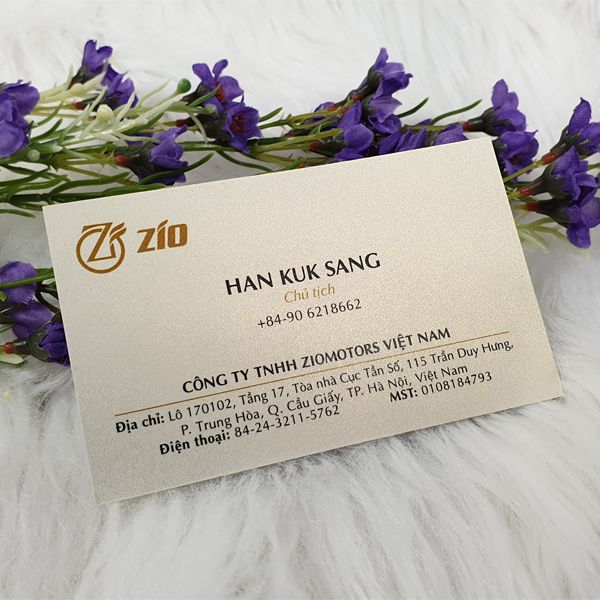 ZIO
HAN KUK SANG
Chủ tịch
+84-90 6218662
CÔNG TY TNHH ZIOMOTORS VIỆT NAM
Địa chỉ: Lô 170102, Tầng 17, Tòa nhà Cục Tần Số, 115 Trần Duy Hưng,
P. Trung Hòa, Q. Cầu Giấy, TP. Hà Nội, Việt Nam
Điện thoại: 84-24-3211-5762 MST: 0108184793